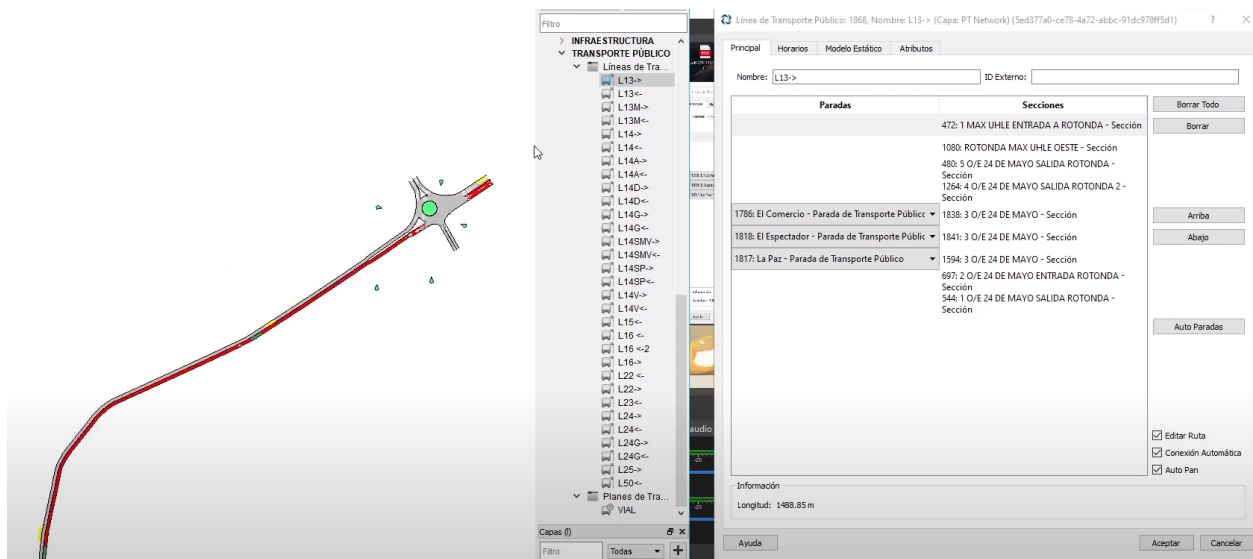 Filtro
INFRAESTRUCTURA
TRANSPORTE PÚBLICO
Líneas de Tra...
L13->
L13<-
L13M->
L13M<-
L14->
L14<-
L14A->
L14A<-
L14D->
L14D<-
L14G->
L14G<-
L14SMV->
L14SMV<-
L14SP->
L14SP<-
L14V->
L14V<-
L15<-
L16 <-
L16 <-2
L16->
L22 <-
L22->
L23<-
L24->
L24<-
L24G->
L24G<-
L25->
L50<-
Planes de Tra...
VIAL
Capas (l)
Filtro
Todas
audio
-25
-25
Línea de Transporte Público: 1868, Nombre: L13-> (Capa: PT Network) {5ed377a0-ce78-4a72-abbc-91dc978ff5d1}
Principal Horarios Modelo Estático Atributos
Nombre: L13-> ID Externo:
Paradas Secciones
472: 1 MAX UHLE ENTRADA A ROTONDA - Sección
1080: ROTONDA MAX UHLE OESTE - Sección
480: 5 O/E 24 DE MAYO SALIDA ROTONDA -
Sección
1264: 4 O/E 24 DE MAYO SALIDA ROTONDA 2 -
Sección
1786: El Comercio - Parada de Transporte Públic 1838: 3 O/E 24 DE MAYO - Sección
1818: El Espectador - Parada de Transporte Públic 1841: 3 O/E 24 DE MAYO - Sección
1817: La Paz - Parada de Transporte Público 1594: 3 O/E 24 DE MAYO - Sección
697: 2 O/E 24 DE MAYO ENTRADA ROTONDA -
Sección
544: 1 O/E 24 DE MAYO SALIDA ROTONDA -
Sección
Borrar Todo
Borrar
Arriba
Abajo
Auto Paradas
Editar Ruta
Conexión Automática
Auto Pan
Información
Longitud: 1488.85 m
Ayuda Aceptar Cancelar